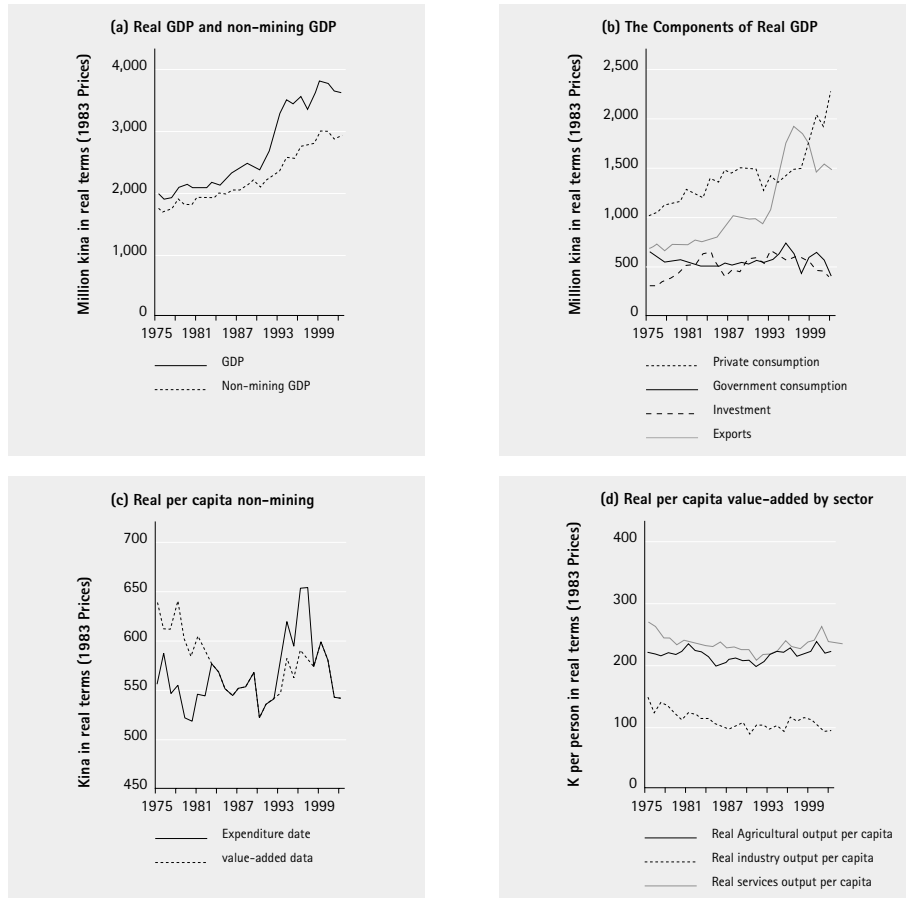 (a) Real GDP and non-mining GDP
Million kina in real terms (1983 Prices)
4,000
3,000
2,000
1,000
0
1975 1981 1987 1993 1999
GDP
Non-mining GDP
(b) The Components of Real GDP
Million kina in real terms (1983 Prices)
2,500
2,000
1,500
1,000
500
0
1975 1981 1987 1993 1999
Private consumption
Government consumption
Investment
Exports
(c) Real per capita non-mining
Kina in real terms (1983 Prices)
700
650
600
550
500
450
1975 1981 1987 1993 1999
Expenditure date
value-added data
(d) Real per capita value-added by sector
K per person in real terms (1983 Prices)
400
300
200
100
0
1975 1981 1987 1993 1999
Real Agricultural output per capita
Real industry output per capita
Real services output per capita